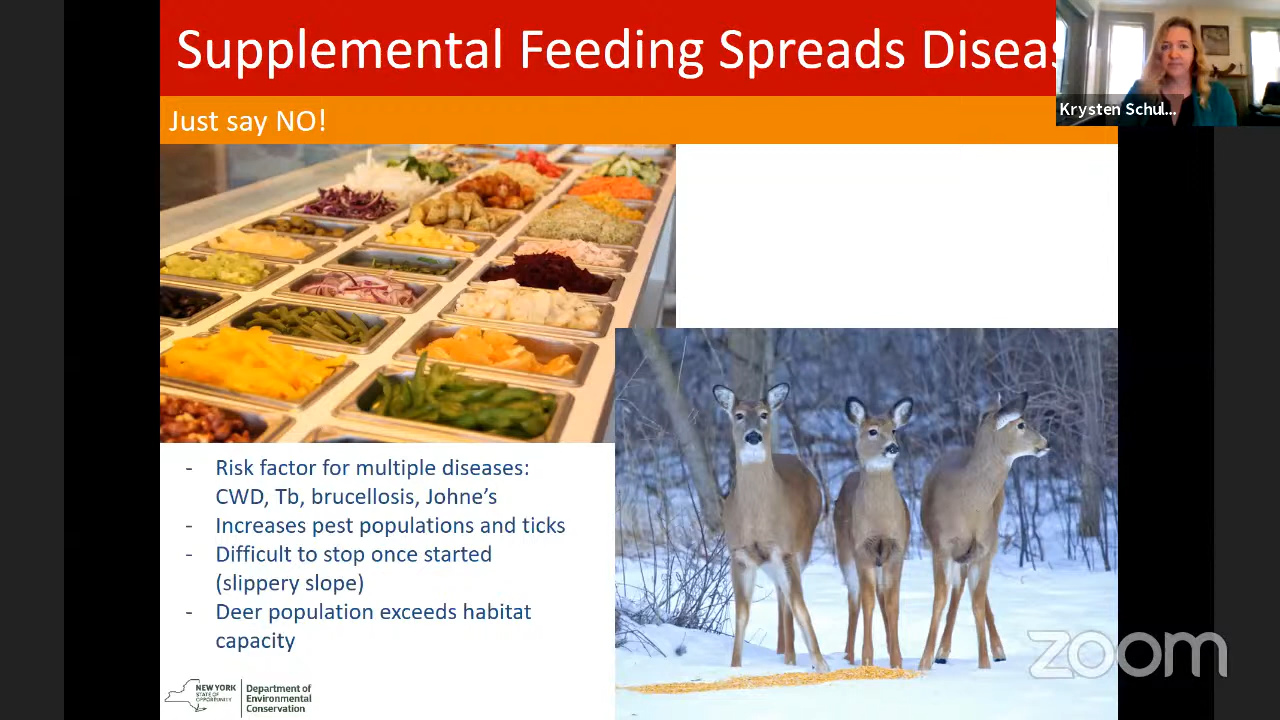 Supplemental Feeding Spreads Diseas
Krysten Schul...
Just say NO!
- Risk factor for multiple diseases:
CWD, Tb, brucellosis, Johne's
- Increases pest populations and ticks
- Difficult to stop once started
(slippery slope)
- Deer population exceeds habitat
capacity
NEW YORK
STATE OF
OPPORTUNITY
Department of
Environmental
Conservation
zoom